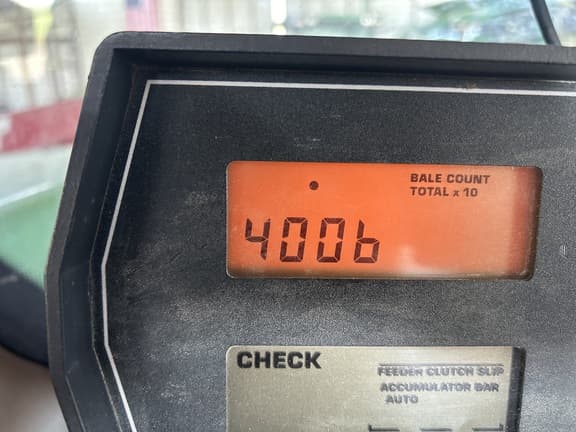 BALE COUNT
TOTAL x 10
4006
CHECK
FEEDER CLUTCH SLIP
ACCUMULATOR BAR
AUTO